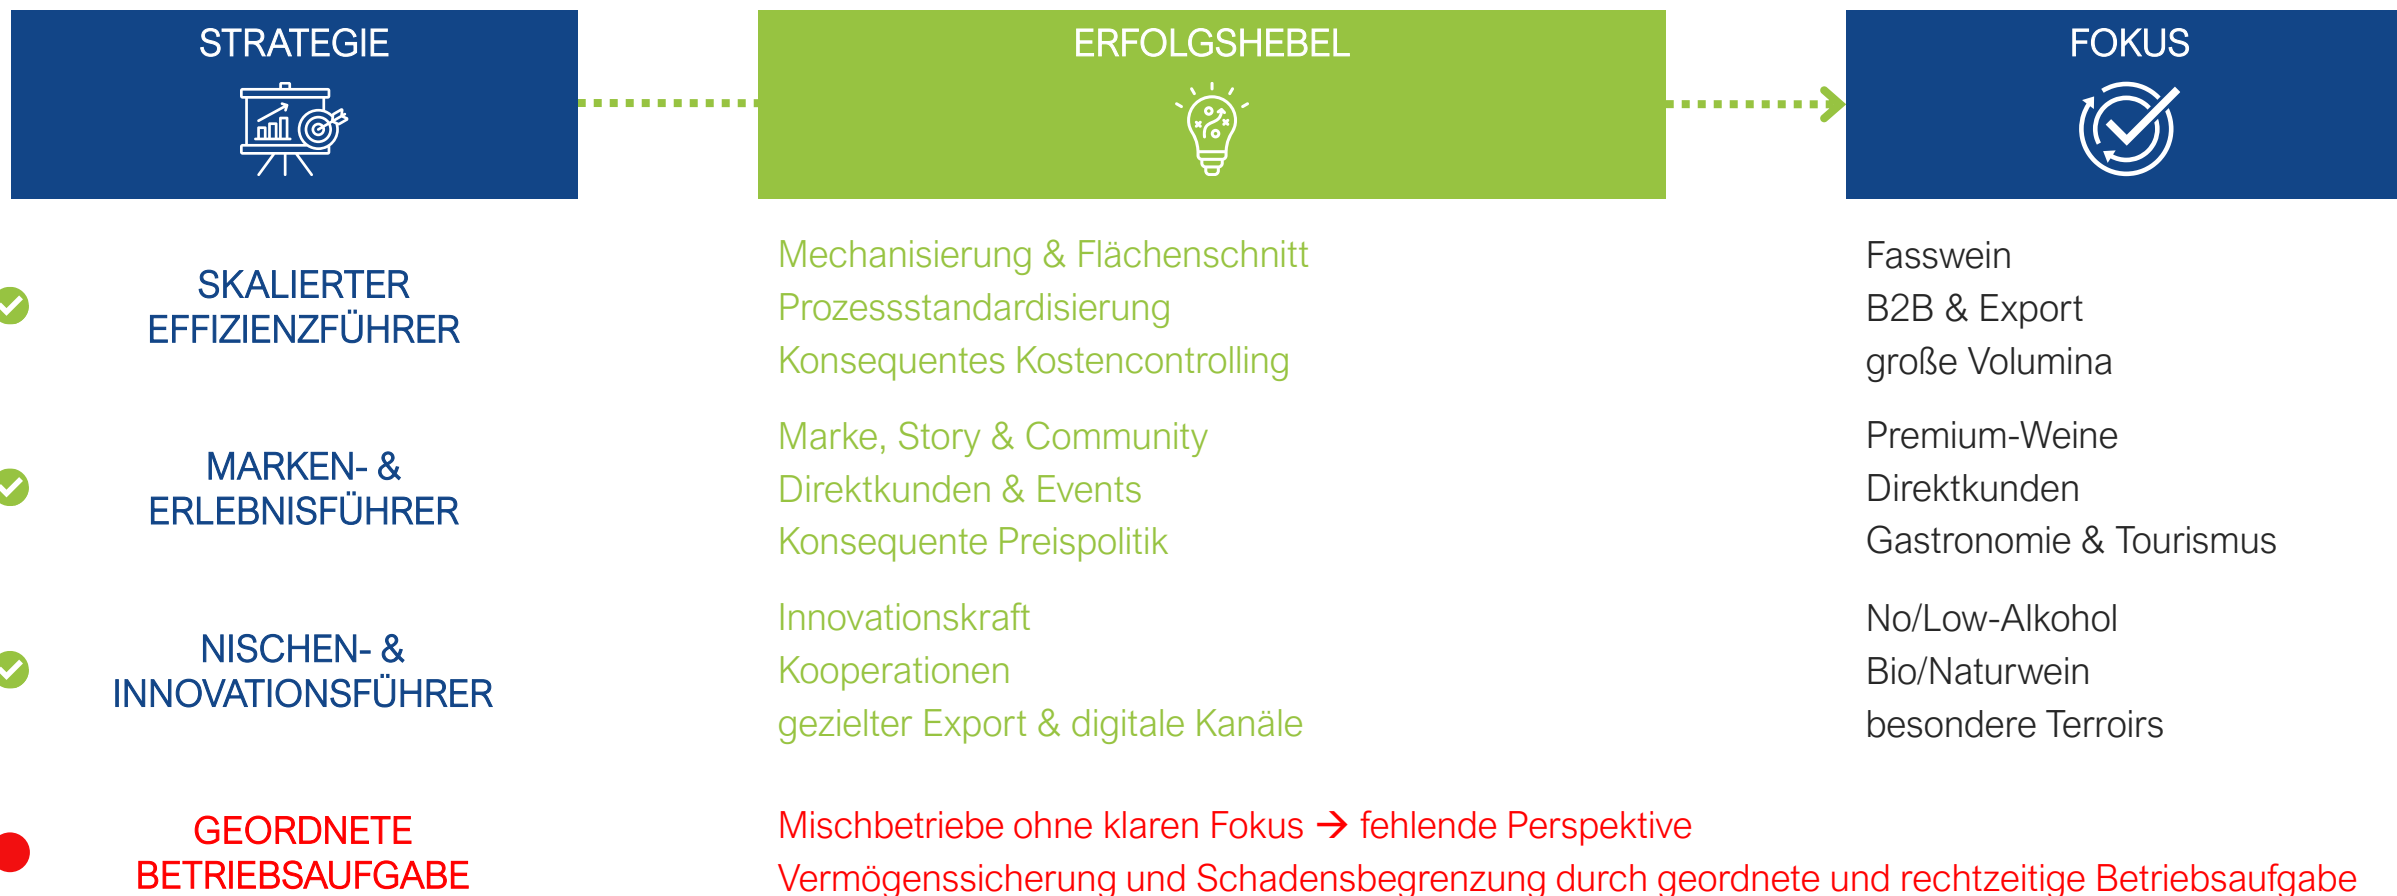 STRATEGIE
ERFOLGSHEBEL
FOKUS
SKALIERTER
EFFIZIENZFÜHRER
Mechanisierung & Flächenschnitt
Prozessstandardisierung
Konsequentes Kostencontrolling
Fasswein
B2B & Export
große Volumina
MARKEN- &
ERLEBNISFÜHRER
Marke, Story & Community
Direktkunden & Events
Konsequente Preispolitik
Premium-Weine
Direktkunden
Gastronomie & Tourismus
NISCHEN- &
INNOVATIONSFÜHRER
Innovationskraft
Kooperationen
gezielter Export & digitale Kanäle
No/Low-Alkohol
Bio/Naturwein
besondere Terroirs
GEORDNETE
BETRIEBSAUFGABE
Mischbetriebe ohne klaren Fokus → fehlende Perspektive
Vermögenssicherung und Schadensbegrenzung durch geordnete und rechtzeitige Betriebsaufgabe